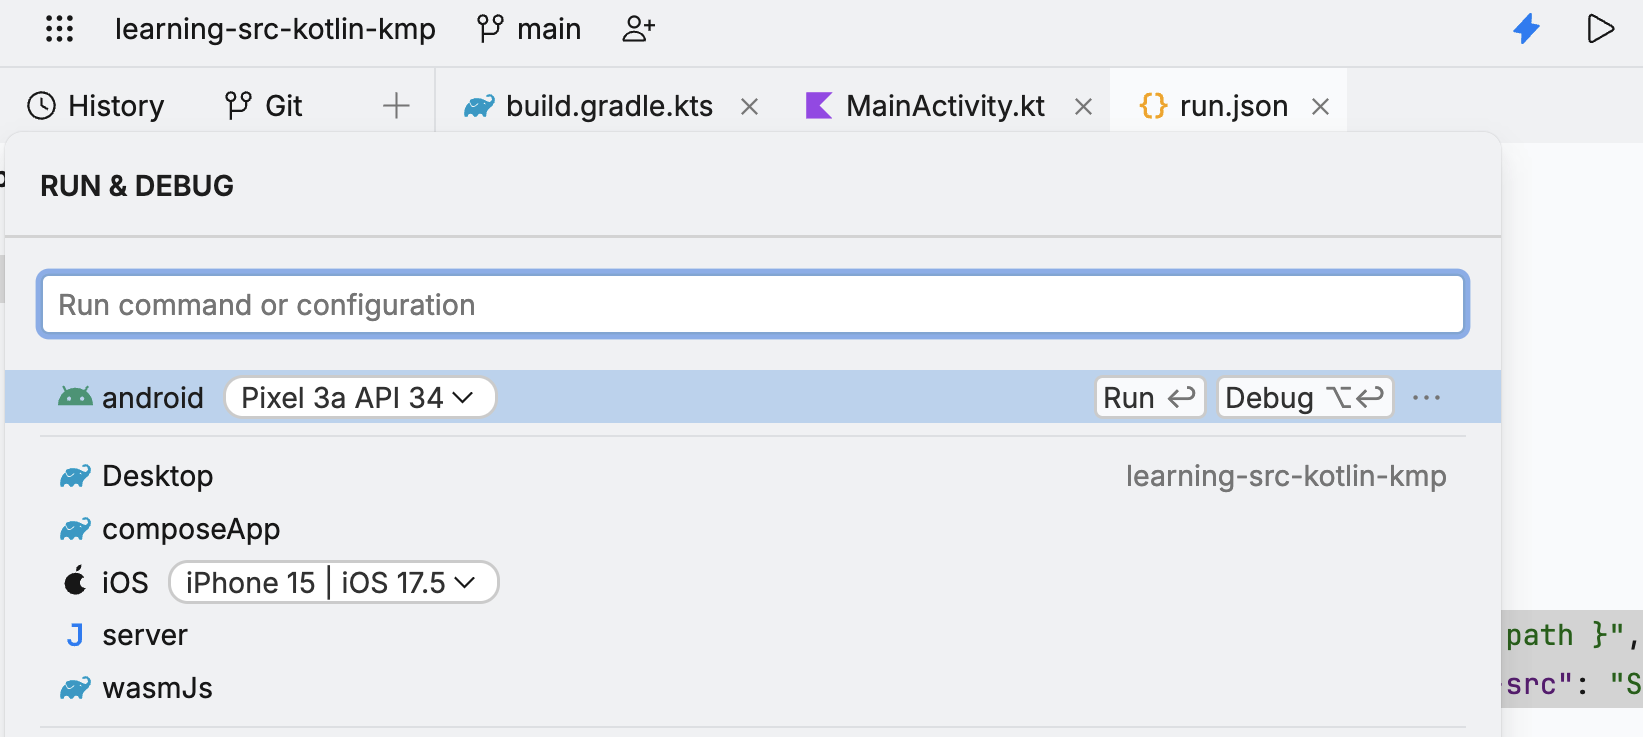 learning-src-kotlin-kmp main
History Git build.gradle.kts MainActivity.kt {} run.json
RUN & DEBUG
Run command or configuration
android Pixel 3a API 34 Run ↩ Debug ⌥↩ ···
Desktop learning-src-kotlin-kmp
composeApp
iOS iPhone 15 | iOS 17.5
J server
path }",
wasmJs
src": "S